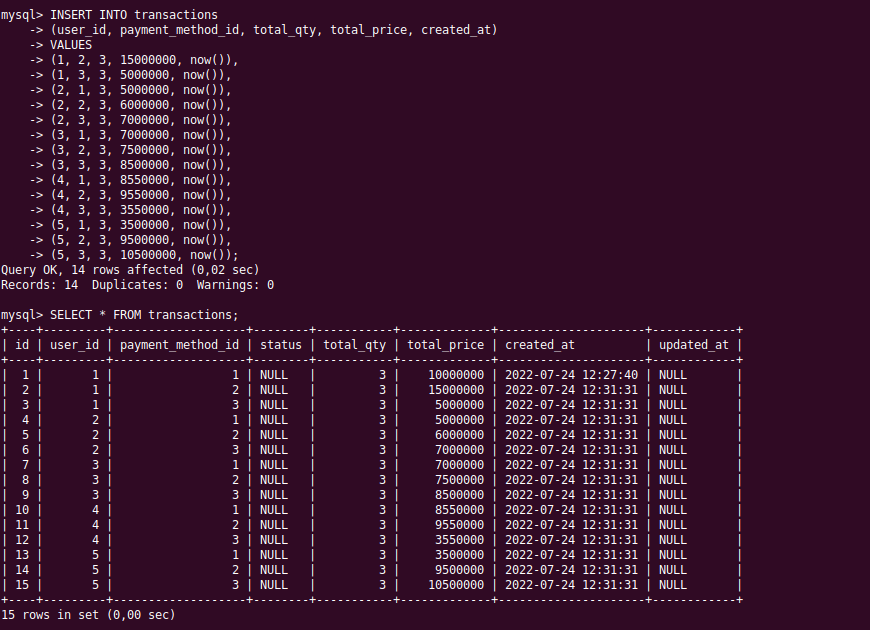 mysql> INSERT INTO transactions
    -> (user_id, payment_method_id, total_qty, total_price, created_at)
    -> VALUES
    -> (1, 2, 3, 15000000, now()),
    -> (1, 3, 3, 5000000, now()),
    -> (2, 1, 3, 5000000, now()),
    -> (2, 2, 3, 6000000, now()),
    -> (2, 3, 3, 7000000, now()),
    -> (3, 1, 3, 7000000, now()),
    -> (3, 2, 3, 7500000, now()),
    -> (3, 3, 3, 8500000, now()),
    -> (4, 1, 3, 8550000, now()),
    -> (4, 2, 3, 9550000, now()),
    -> (4, 3, 3, 3550000, now()),
    -> (5, 1, 3, 3500000, now()),
    -> (5, 2, 3, 9500000, now()),
    -> (5, 3, 3, 10500000, now());
Query OK, 14 rows affected (0,02 sec)
Records: 14  Duplicates: 0  Warnings: 0

mysql> SELECT * FROM transactions;
+----+---------+-------------------+--------+-----------+-------------+---------------------+------------+
| id | user_id | payment_method_id | status | total_qty | total_price | created_at          | updated_at |
+----+---------+-------------------+--------+-----------+-------------+---------------------+------------+
|  1 |       1 |                 1 | NULL   |         3 |    10000000 | 2022-07-24 12:27:40 | NULL       |
|  2 |       1 |                 2 | NULL   |         3 |    15000000 | 2022-07-24 12:31:31 | NULL       |
|  3 |       1 |                 3 | NULL   |         3 |     5000000 | 2022-07-24 12:31:31 | NULL       |
|  4 |       2 |                 1 | NULL   |         3 |     5000000 | 2022-07-24 12:31:31 | NULL       |
|  5 |       2 |                 2 | NULL   |         3 |     6000000 | 2022-07-24 12:31:31 | NULL       |
|  6 |       2 |                 3 | NULL   |         3 |     7000000 | 2022-07-24 12:31:31 | NULL       |
|  7 |       3 |                 1 | NULL   |         3 |     7000000 | 2022-07-24 12:31:31 | NULL       |
|  8 |       3 |                 2 | NULL   |         3 |     7500000 | 2022-07-24 12:31:31 | NULL       |
|  9 |       3 |                 3 | NULL   |         3 |     8500000 | 2022-07-24 12:31:31 | NULL       |
| 10 |       4 |                 1 | NULL   |         3 |     8550000 | 2022-07-24 12:31:31 | NULL       |
| 11 |       4 |                 2 | NULL   |         3 |     9550000 | 2022-07-24 12:31:31 | NULL       |
| 12 |       4 |                 3 | NULL   |         3 |     3550000 | 2022-07-24 12:31:31 | NULL       |
| 13 |       5 |                 1 | NULL   |         3 |     3500000 | 2022-07-24 12:31:31 | NULL       |
| 14 |       5 |                 2 | NULL   |         3 |     9500000 | 2022-07-24 12:31:31 | NULL       |
| 15 |       5 |                 3 | NULL   |         3 |    10500000 | 2022-07-24 12:31:31 | NULL       |
+----+---------+-------------------+--------+-----------+-------------+---------------------+------------+
15 rows in set (0,00 sec)